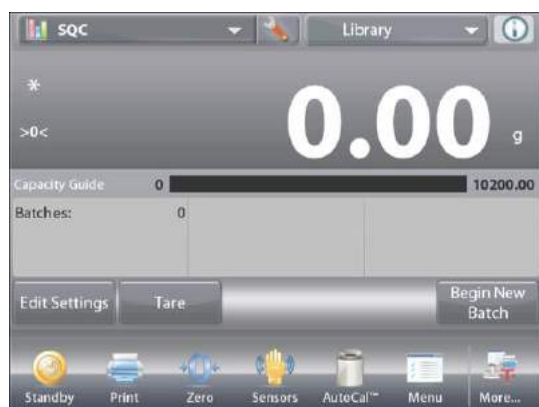 SQC Library
*
>0<
0.00 g
Capacity Guide 0 10200.00
Batches: 0
Edit Settings Tare Begin New
Batch
Standby Print Zero Sensors AutoCal™ Menu More...